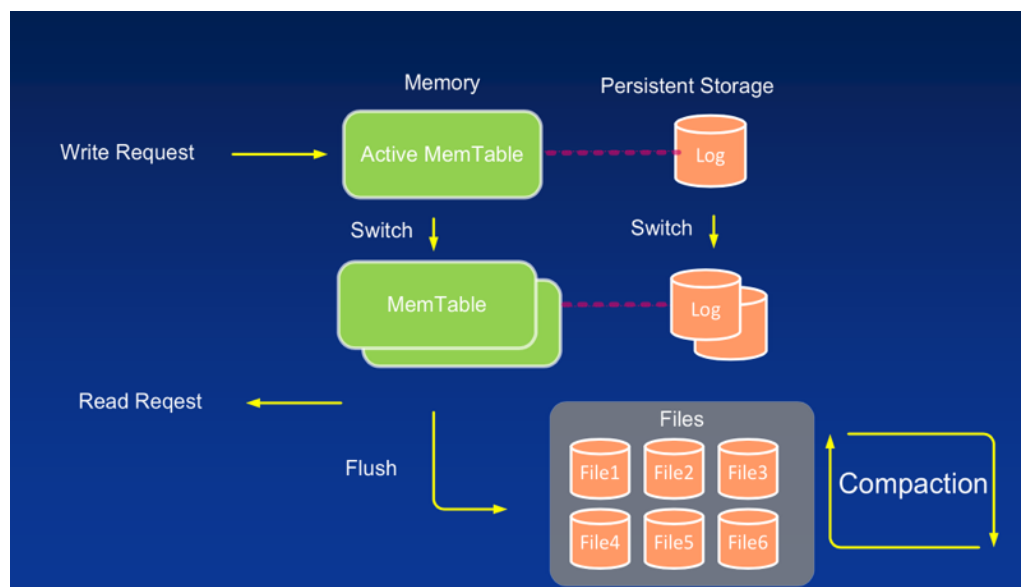 Memory
Persistent Storage
Write Request
Active MemTable
Log
Switch
Switch
MemTable
Log
Read Reqest
Files
Flush
File1 File2 File3
Compaction
File4 File5 File6